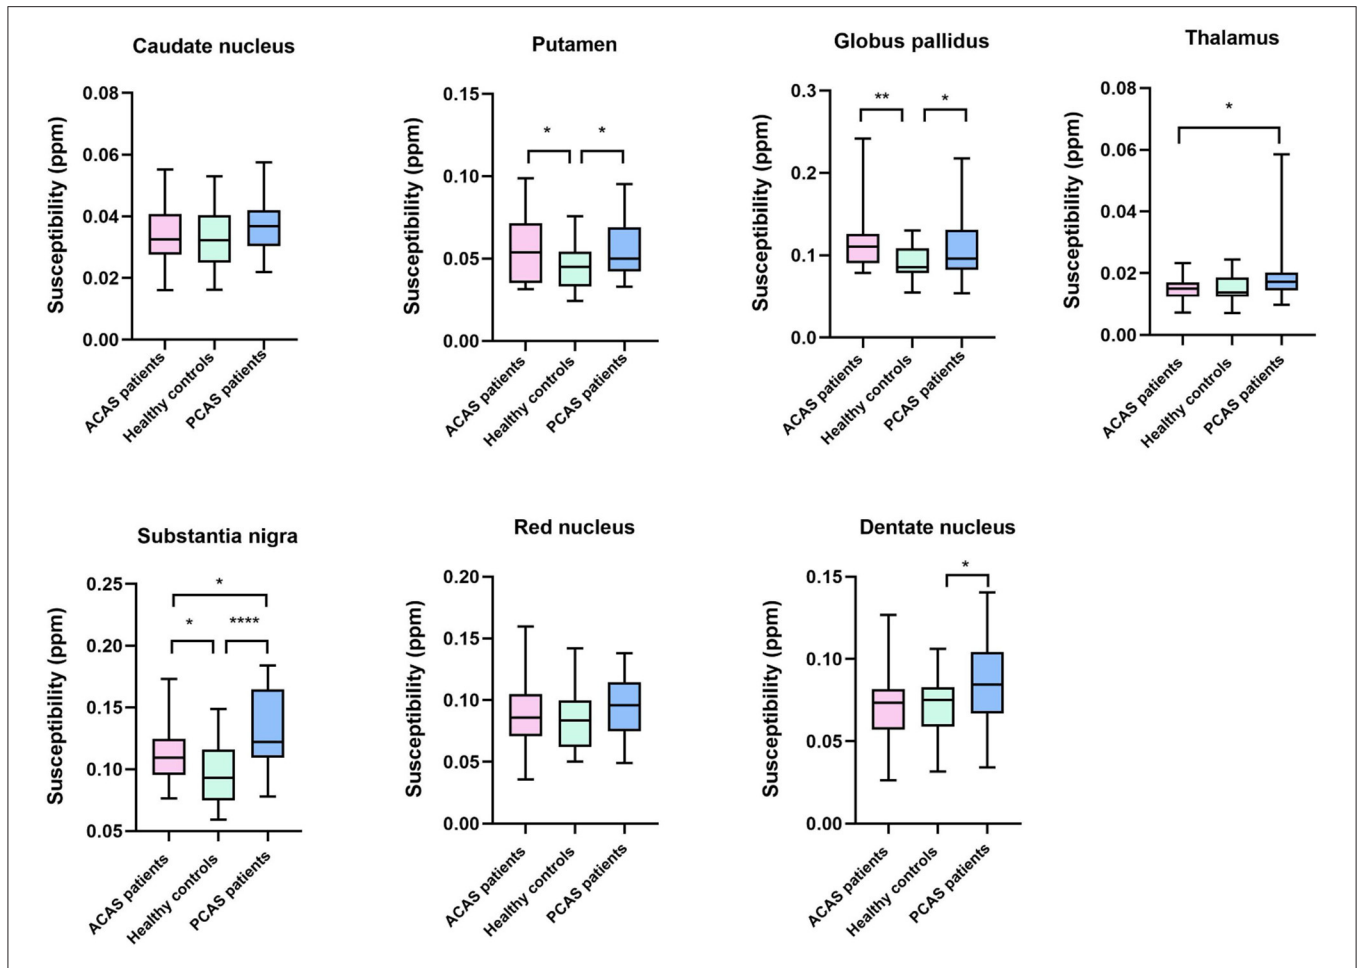 Caudate nucleus
Susceptibility (ppm)
0.08
0.06
0.04
0.02
0.00
ACAS patients
Healthy controls
PCAS patients
Putamen
Susceptibility (ppm)
0.15
0.10
0.05
0.00
* *
ACAS patients
Healthy controls
PCAS patients
Globus pallidus
Susceptibility (ppm)
0.3
0.2
0.1
0.0
** *
ACAS patients
Healthy controls
PCAS patients
Thalamus
Susceptibility (ppm)
0.08
0.06
0.04
0.02
0.00
*
ACAS patients
Healthy controls
PCAS patients
Substantia nigra
Susceptibility (ppm)
0.25
0.20
0.15
0.10
0.05
*
* ****
ACAS patients
Healthy controls
PCAS patients
Red nucleus
Susceptibility (ppm)
0.20
0.15
0.10
0.05
0.00
ACAS patients
Healthy controls
PCAS patients
Dentate nucleus
Susceptibility (ppm)
0.15
0.10
0.05
0.00
*
ACAS patients
Healthy controls
PCAS patients